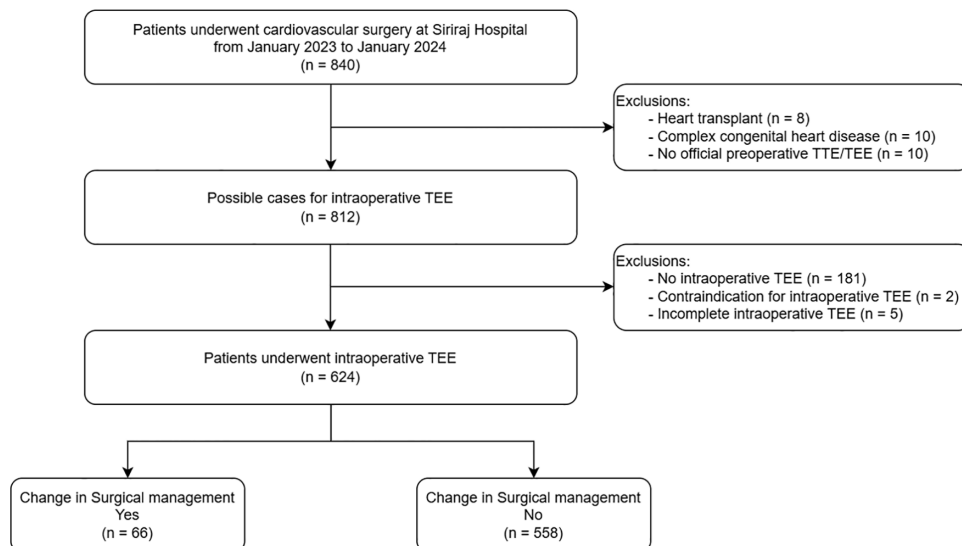 Patients underwent cardiovascular surgery at Siriraj Hospital
from January 2023 to January 2024
(n = 840)
Exclusions:
- Heart transplant (n = 8)
- Complex congenital heart disease (n = 10)
- No official preoperative TTE/TEE (n = 10)
Possible cases for intraoperative TEE
(n = 812)
Exclusions:
- No intraoperative TEE (n = 181)
- Contraindication for intraoperative TEE (n = 2)
- Incomplete intraoperative TEE (n = 5)
Patients underwent intraoperative TEE
(n = 624)
Change in Surgical management
Yes
(n = 66)
Change in Surgical management
No
(n = 558)